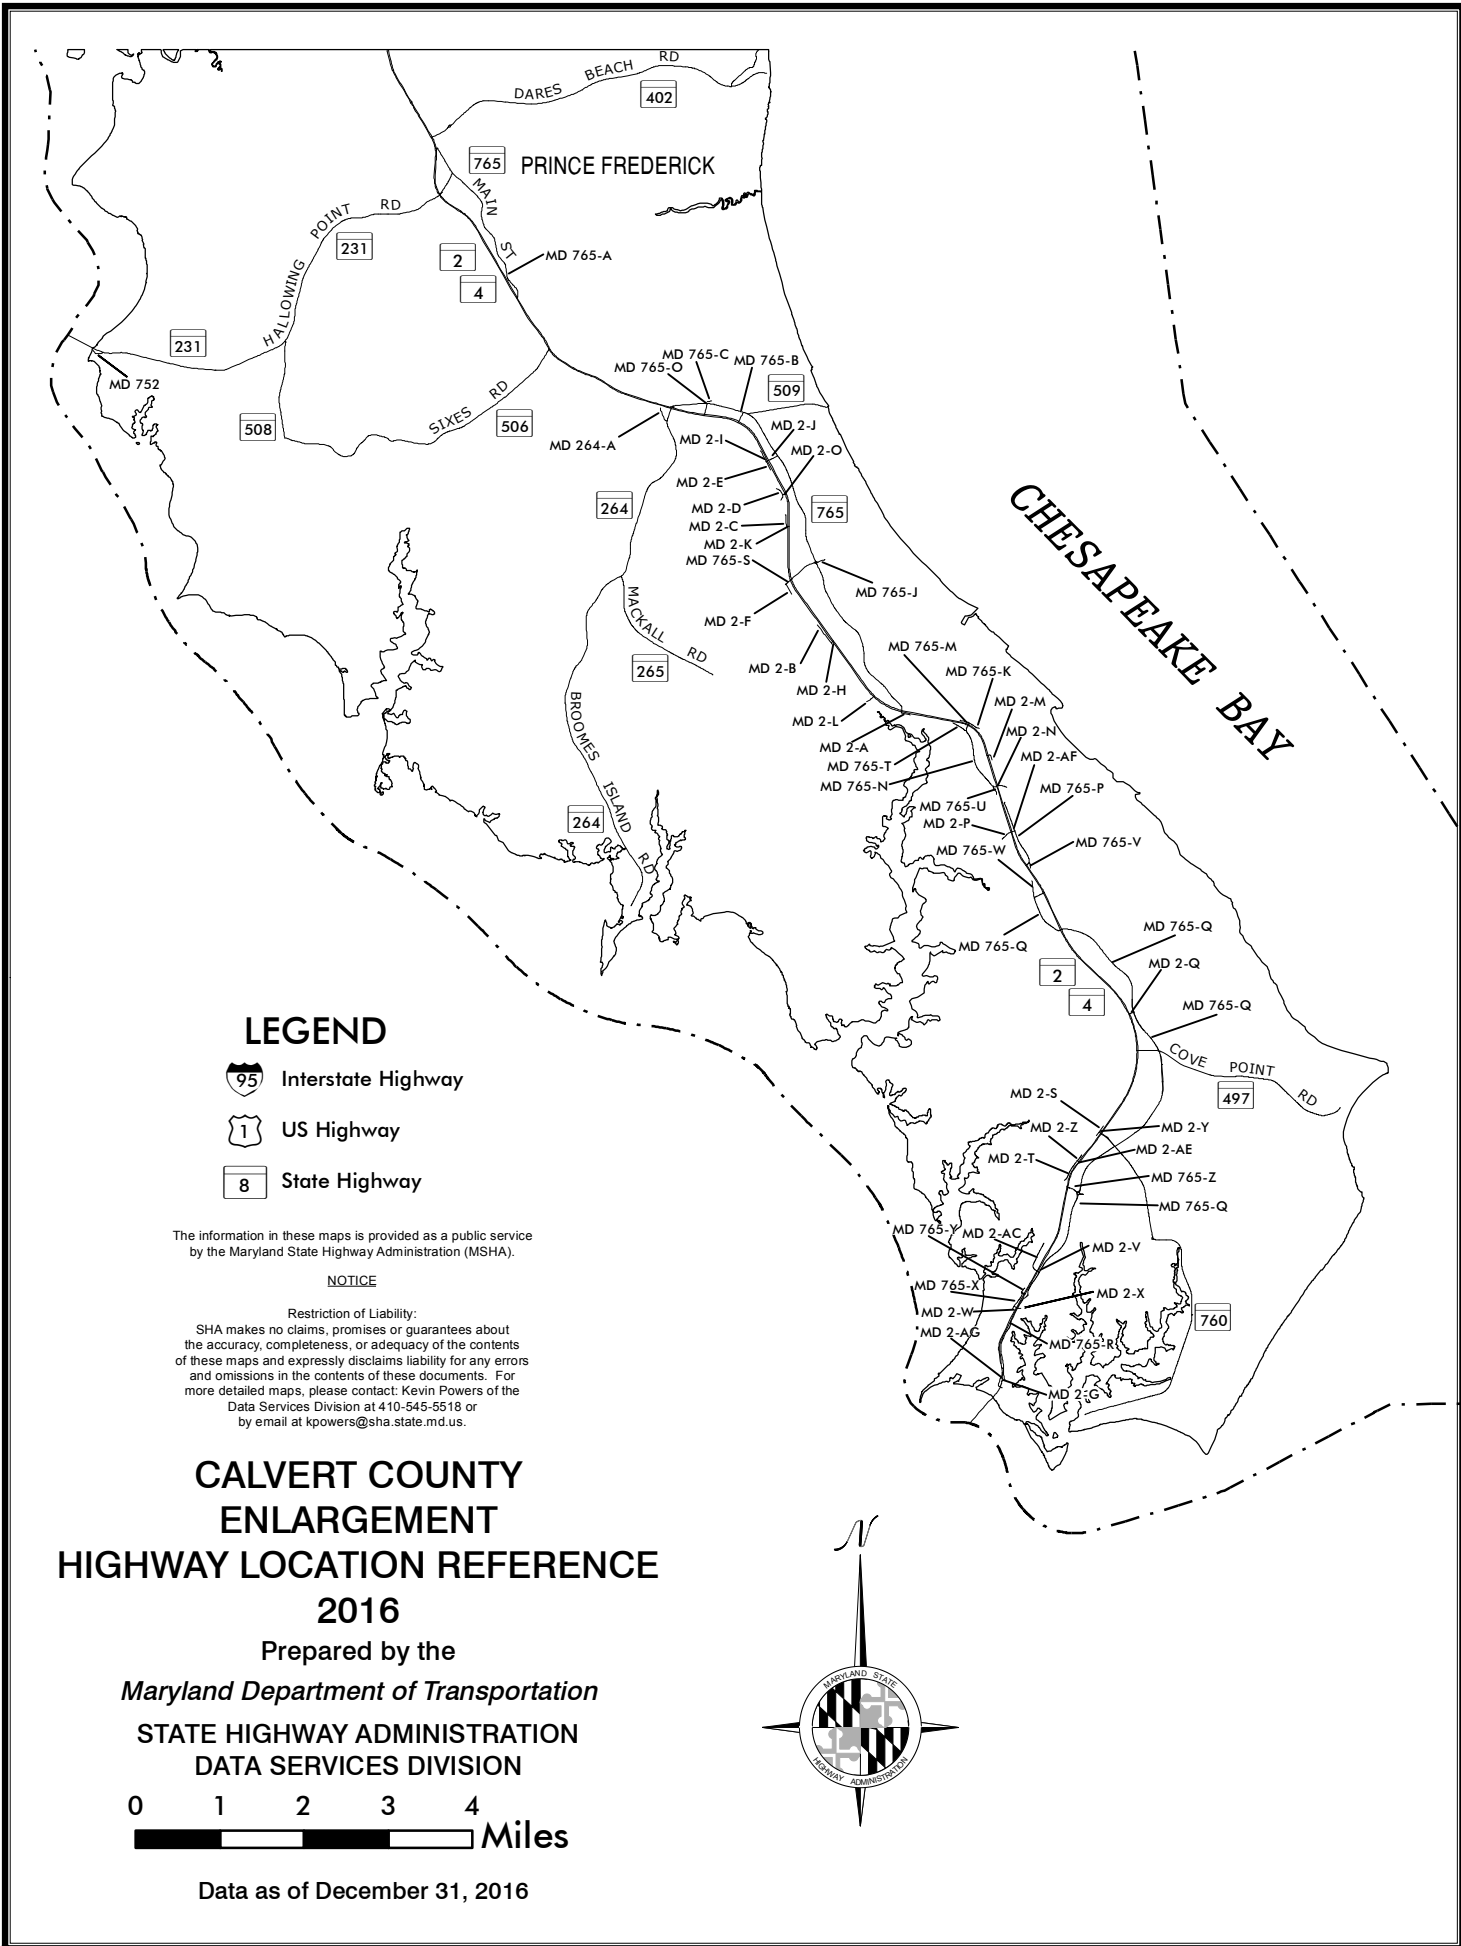 DARES BEACH RD
402
765
PRINCE FREDERICK
MAIN ST
HALLOWING POINT RD
231
2
4
MD 765-A
231
MD 752
508
SIXES RD
506
MD 765-C
MD 765-O
MD 765-B
509
MD 264-A
MD 2-I
MD 2-J
MD 2-O
MD 2-E
MD 2-D
MD 2-C
MD 2-K
MD 765-S
264
765
MD 765-J
MD 2-F
MACKALL RD
265
MD 2-B
MD 2-H
MD 2-L
MD 2-A
MD 765-T
MD 765-N
MD 765-M
MD 765-K
MD 2-M
MD 2-N
MD 2-AF
MD 765-P
MD 765-U
MD 2-P
MD 765-W
MD 765-V
CHESAPEAKE BAY
BROOMES ISLAND RD
264
MD 765-Q
MD 765-Q
2
4
MD 2-Q
MD 765-Q
COVE POINT RD
497
MD 2-S
MD 2-Z
MD 2-Y
MD 2-T
MD 2-AE
MD 765-Z
MD 765-Q
MD 765-Y
MD 2-AC
MD 2-V
MD 765-X
MD 2-X
MD 2-W
MD 2-AG
760
MD 765-R
MD 2-G
LEGEND
95 Interstate Highway
1 US Highway
8 State Highway
The information in these maps is provided as a public service
by the Maryland State Highway Administration (MSHA).
NOTICE
Restriction of Liability:
SHA makes no claims, promises or guarantees about
the accuracy, completeness, or adequacy of the contents
of these maps and expressly disclaims liability for any errors
and omissions in the contents of these documents. For
more detailed maps, please contact: Kevin Powers of the
Data Services Division at 410-545-5518 or
by email at kpowers@sha.state.md.us.
CALVERT COUNTY
ENLARGEMENT
HIGHWAY LOCATION REFERENCE
2016
Prepared by the
Maryland Department of Transportation
STATE HIGHWAY ADMINISTRATION
DATA SERVICES DIVISION
0 1 2 3 4
Miles
Data as of December 31, 2016
N
MARYLAND STATE
HIGHWAY ADMINISTRATION